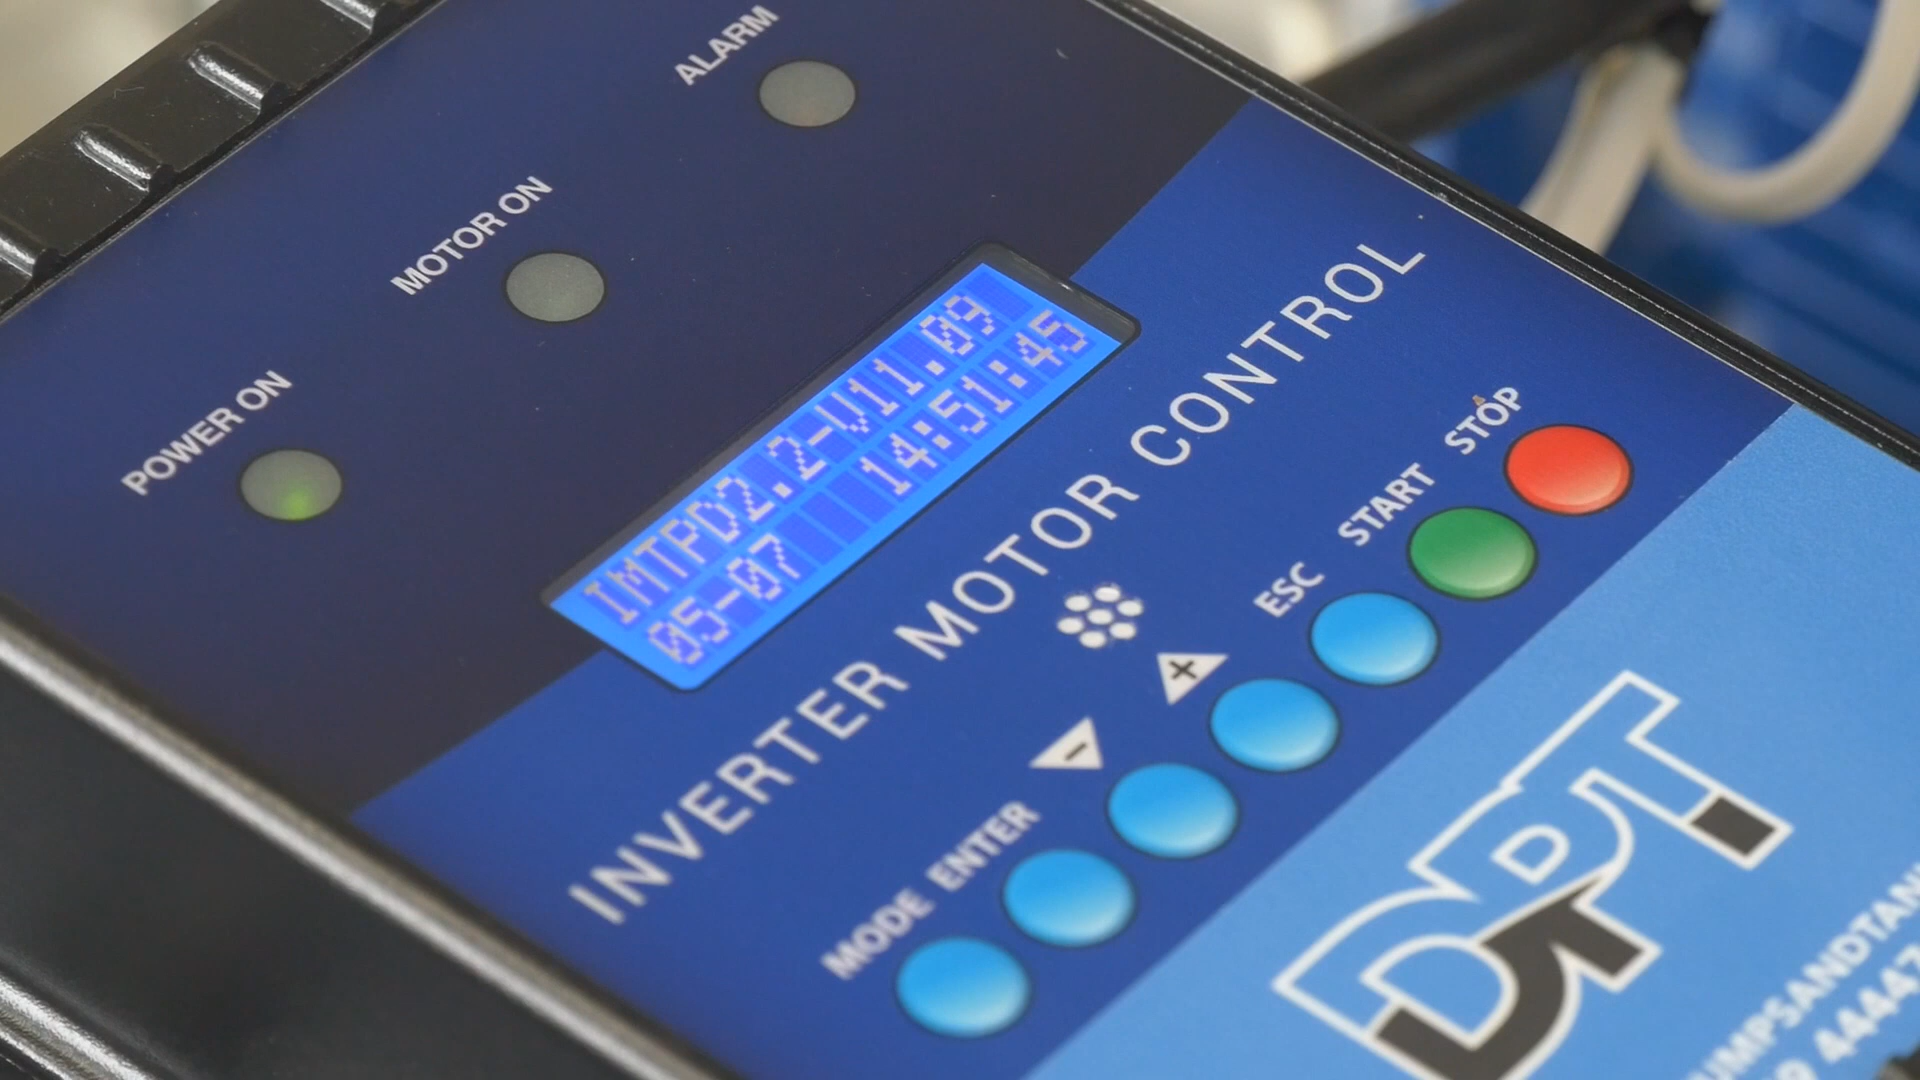 ALARM
MOTOR ON
POWER ON
IMTPD2.2-V11.09
05-07 14:51:45
INVERTER MOTOR CONTROL
MODE ENTER - + ESC START STOP
DPT